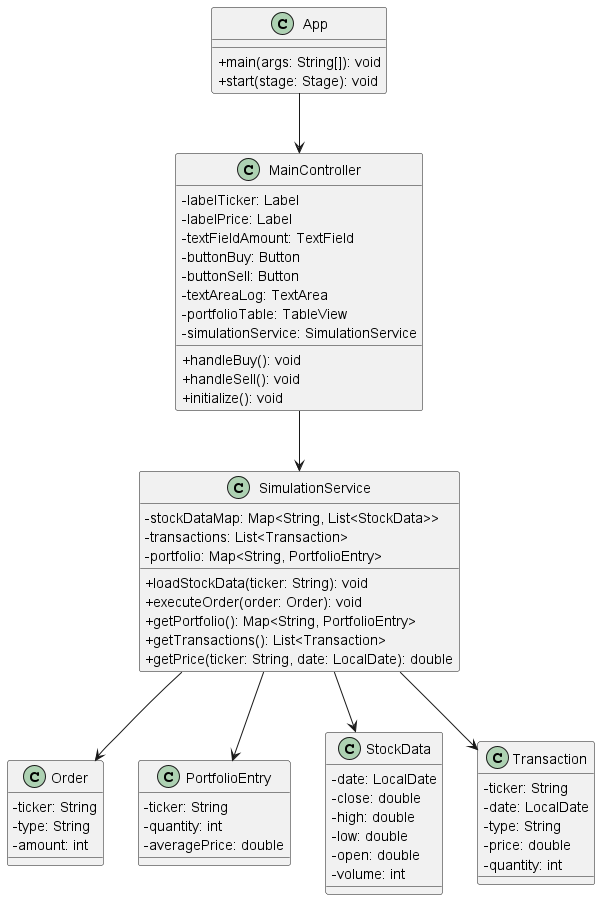 C App
+main(args: String[]): void
+start(stage: Stage): void
C MainController
-labelTicker: Label
-labelPrice: Label
-textFieldAmount: TextField
-buttonBuy: Button
-buttonSell: Button
-textAreaLog: TextArea
-portfolioTable: TableView
-simulationService: SimulationService
+handleBuy(): void
+handleSell(): void
+initialize(): void
C SimulationService
-stockDataMap: Map<String, List<StockData>>
-transactions: List<Transaction>
-portfolio: Map<String, PortfolioEntry>
+loadStockData(ticker: String): void
+executeOrder(order: Order): void
+getPortfolio(): Map<String, PortfolioEntry>
+getTransactions(): List<Transaction>
+getPrice(ticker: String, date: LocalDate): double
C Order
-ticker: String
-type: String
-amount: int
C PortfolioEntry
-ticker: String
-quantity: int
-averagePrice: double
C StockData
-date: LocalDate
-close: double
-high: double
-low: double
-open: double
-volume: int
C Transaction
-ticker: String
-date: LocalDate
-type: String
-price: double
-quantity: int